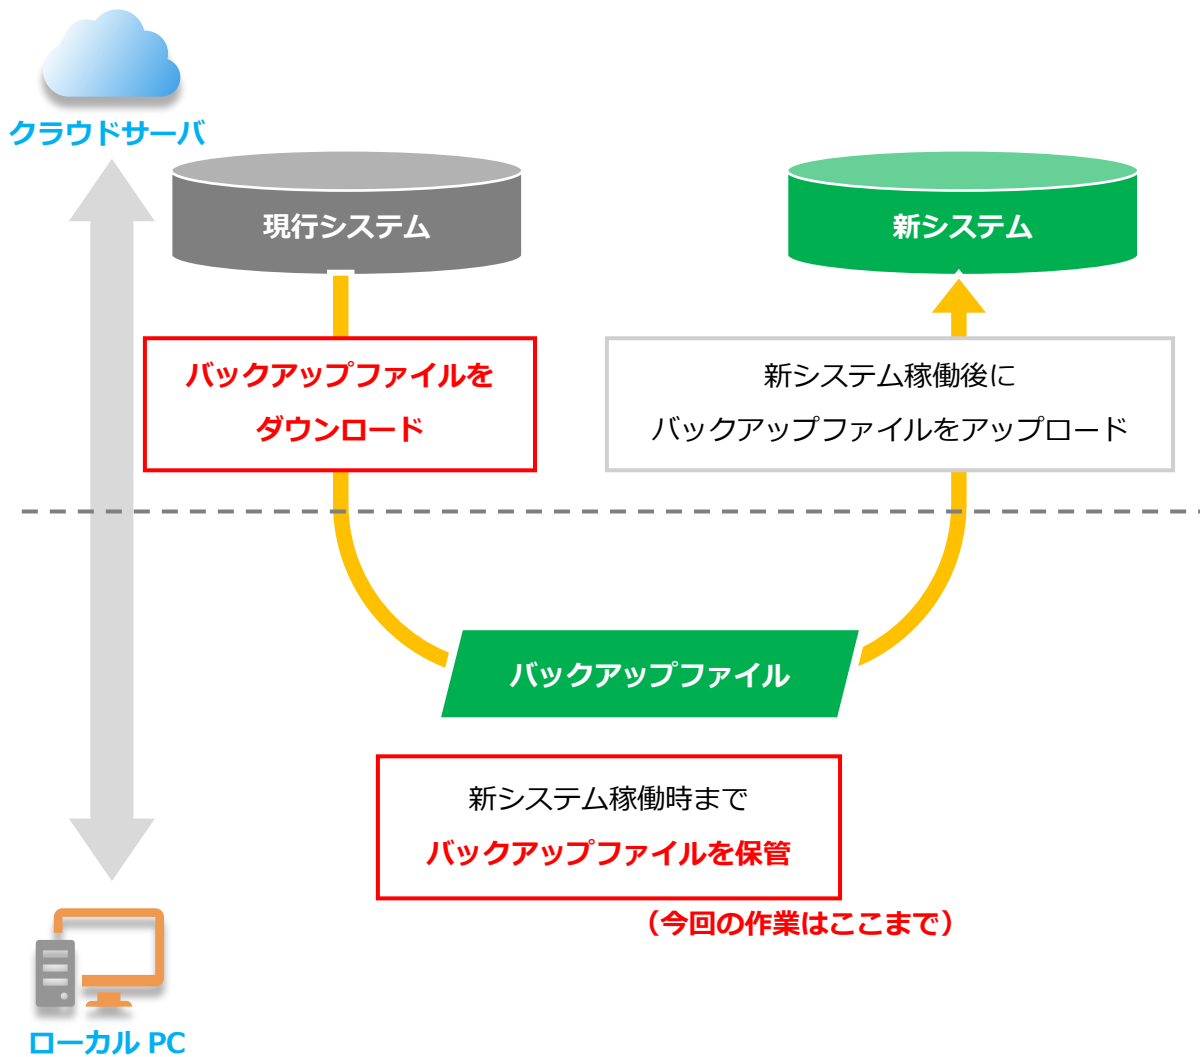 クラウドサーバ
現行システム
新システム
バックアップファイルを
ダウンロード
新システム稼働後に
バックアップファイルをアップロード
バックアップファイル
新システム稼働時まで
バックアップファイルを保管
（今回の作業はここまで）
ローカル PC